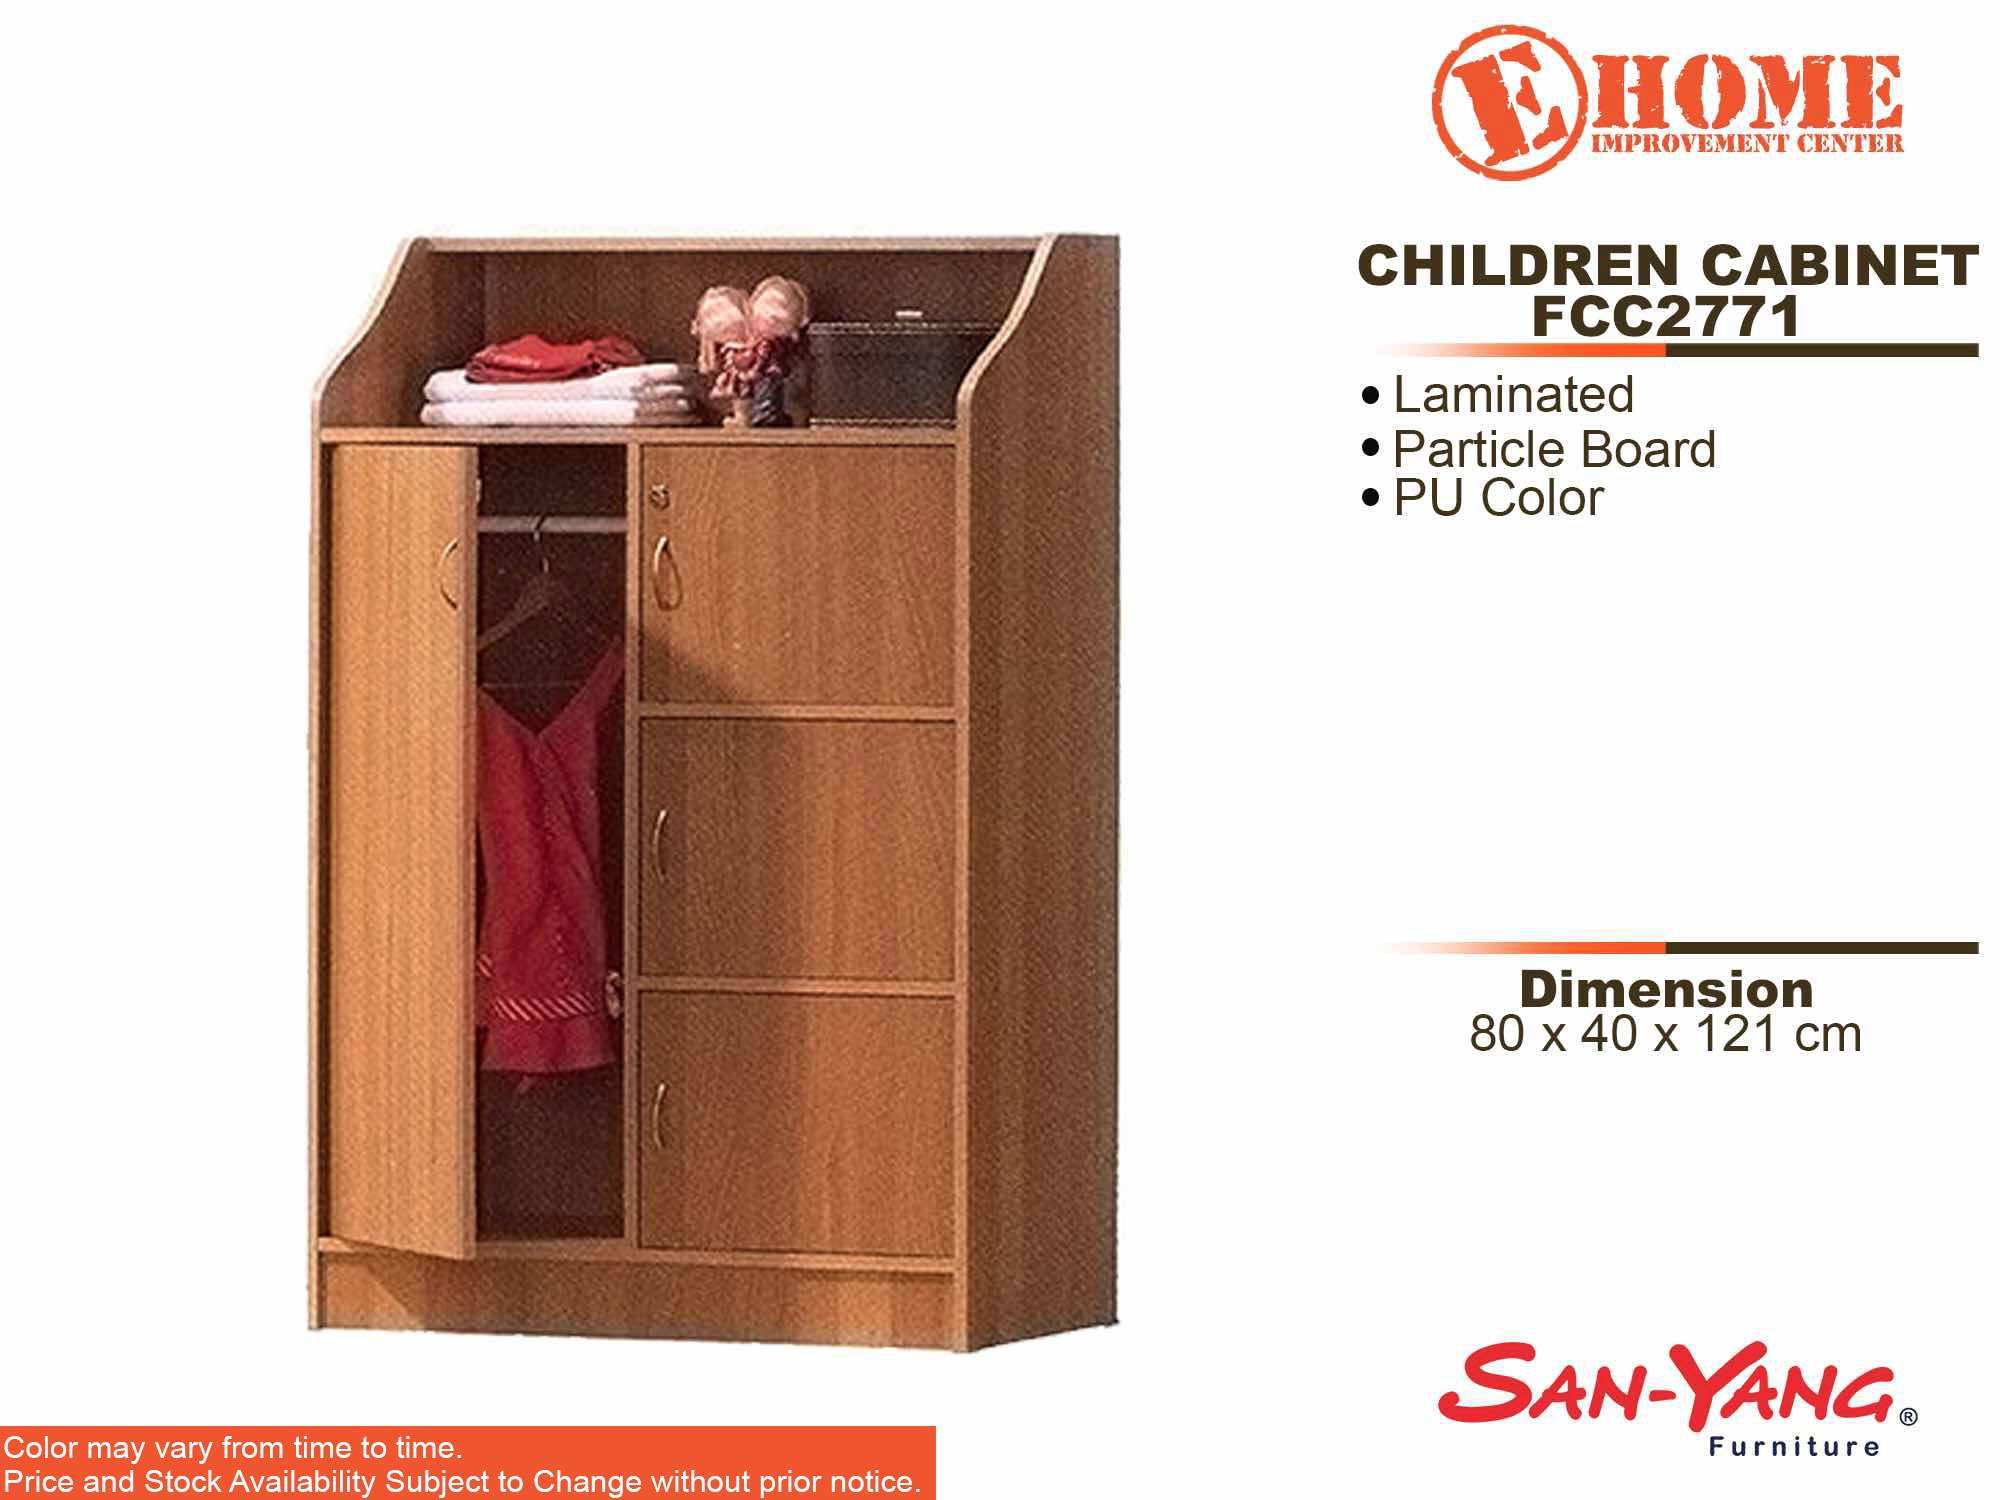 E HOME
IMPROVEMENT CENTER
CHILDREN CABINET
FCC2771
• Laminated
• Particle Board
• PU Color
Dimension
80 x 40 x 121 cm
SAN-YANG®
Furniture
Color may vary from time to time.
Price and Stock Availability Subject to Change without prior notice.